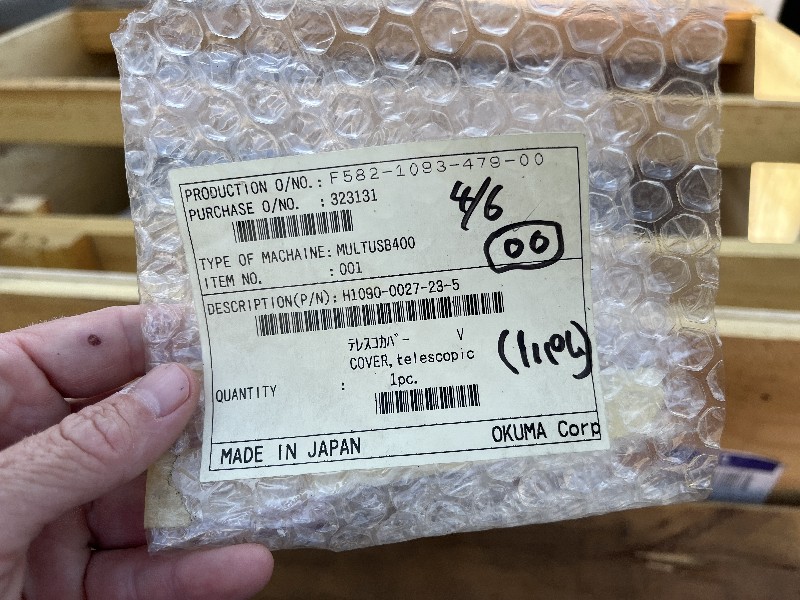 PRODUCTION O/NO.: F582-1093-479-00
PURCHASE O/NO. : 323131
4/6
TYPE OF MACHAINE: MULTUSB400
00
ITEM NO. : 001
DESCRIPTION(P/N): H1090-0027-23-5
ﾃﾚｽｺｶﾊﾞｰ V
COVER, telescopic
QUANTITY : 1pc.
MADE IN JAPAN OKUMA Corp